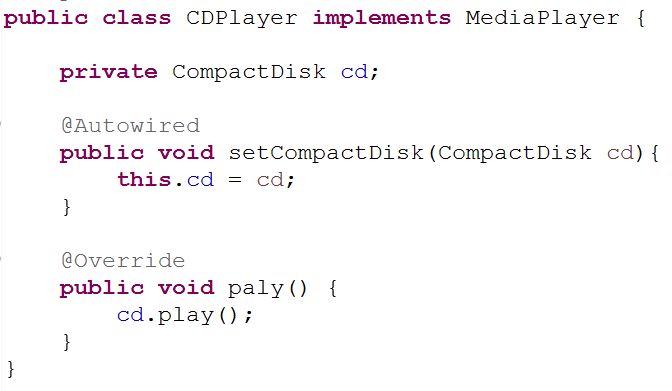 public class CDPlayer implements MediaPlayer {
private CompactDisk cd;
@Autowired
public void setCompactDisk(CompactDisk cd){
this.cd = cd;
}
@Override
public void paly() {
cd.play();
}
}